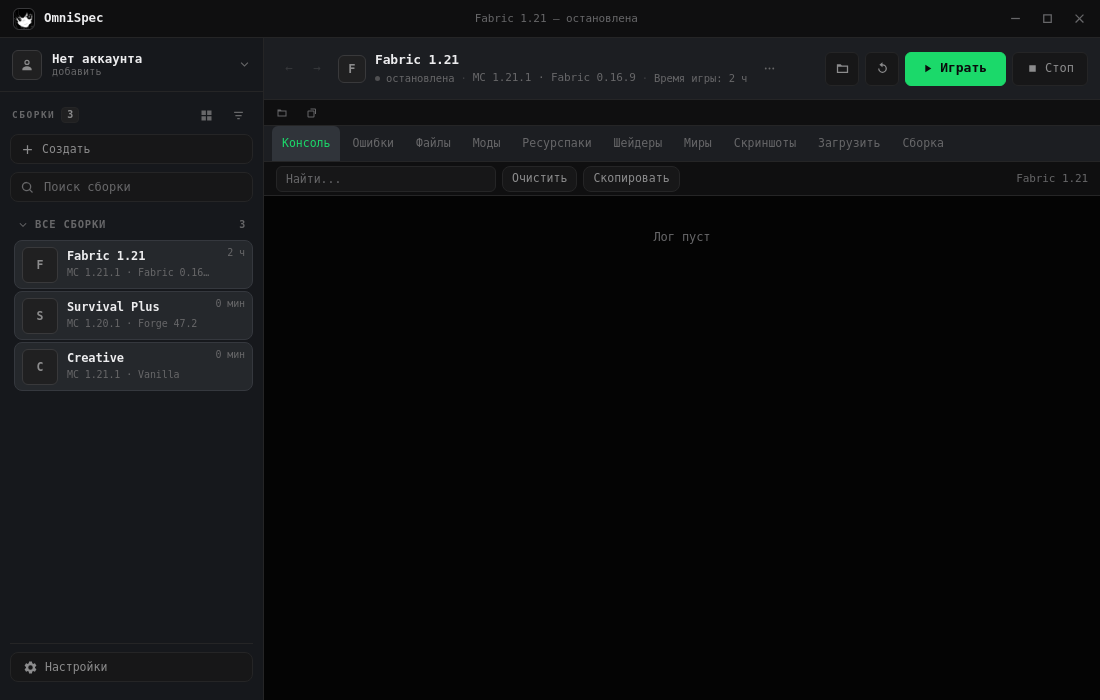 OmniSpec
Fabric 1.21 — остановлена
Нет аккаунта
добавить
СБОРКИ 3
+ Создать
Поиск сборки
ВСЕ СБОРКИ 3
F Fabric 1.21 2 ч
MC 1.21.1 · Fabric 0.16…
S Survival Plus 0 мин
MC 1.20.1 · Forge 47.2
C Creative 0 мин
MC 1.21.1 · Vanilla
Настройки
← → F Fabric 1.21
остановлена · MC 1.21.1 · Fabric 0.16.9 · Время игры: 2 ч
Играть
Стоп
Консоль Ошибки Файлы Моды Ресурспаки Шейдеры Миры Скриншоты Загрузить Сборка
Найти... Очистить Скопировать Fabric 1.21
Лог пуст